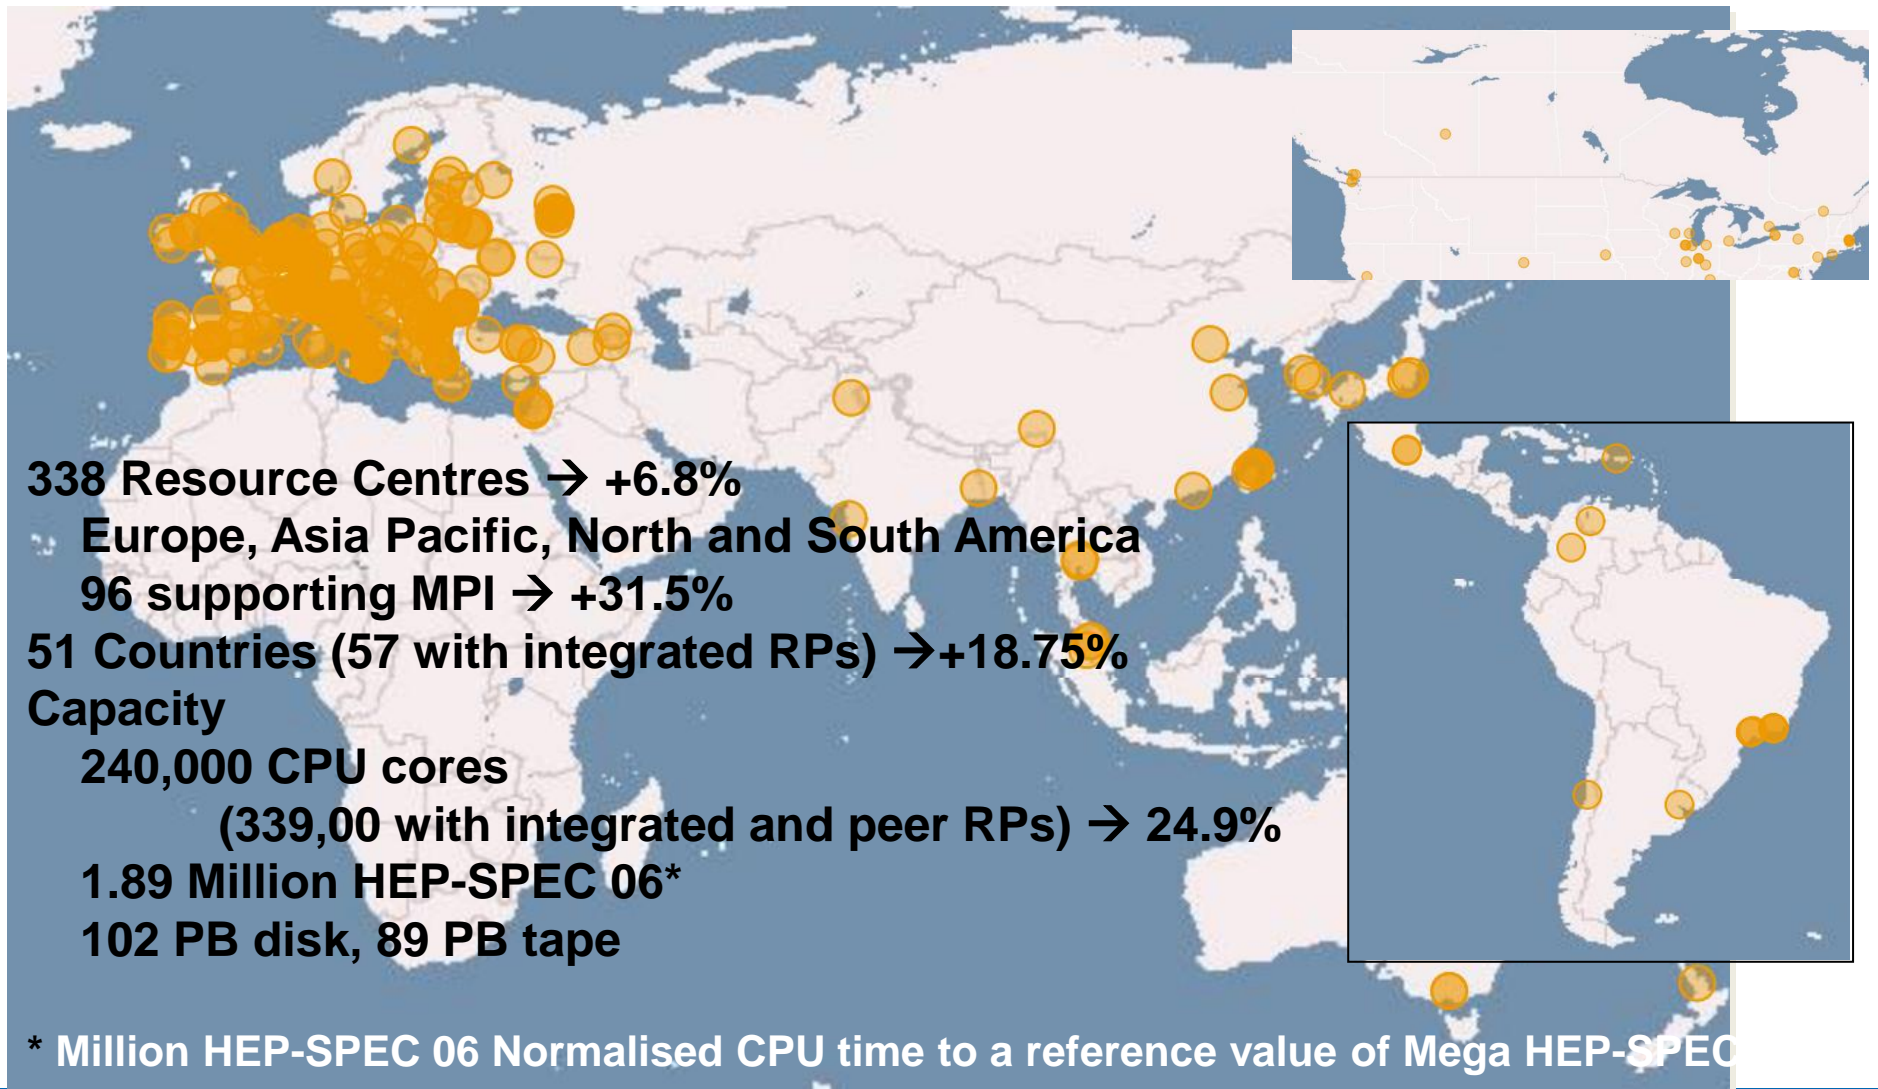 338 Resource Centres → +6.8%
Europe, Asia Pacific, North and South America
96 supporting MPI → +31.5%
51 Countries (57 with integrated RPs) →+18.75%
Capacity
240,000 CPU cores
(339,00 with integrated and peer RPs) → 24.9%
1.89 Million HEP-SPEC 06*
102 PB disk, 89 PB tape
* Million HEP-SPEC 06 Normalised CPU time to a reference value of Mega HEP-SPEC